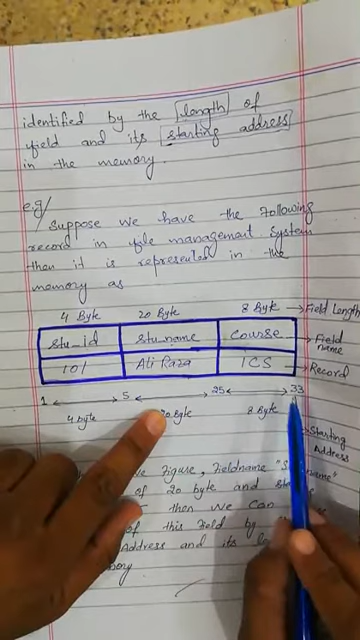 identified by the length of
field and its starting address
in the memory.
e.g/
Suppose we have the following
record in file management System
then it is represented in the
memory as
4 Byte 20 Byte 8 Byte → Field Length
stu_id stu_name course → Field name
101 Ali Raza ICS → Record
1 5 25 33
4 byte 20 Byte 8 Byte
→ Starting Address
Figure, Fieldname "S name"
of 20 byte and
then we can
of this field by
Address and its